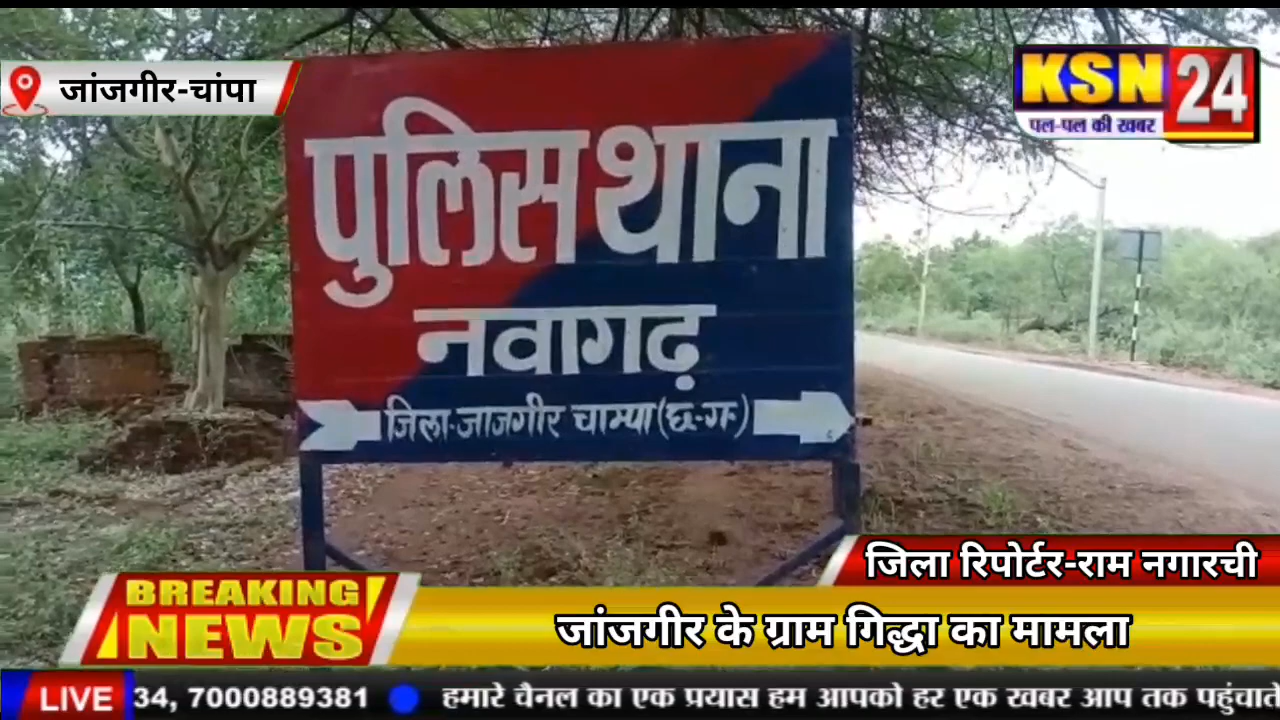 जांजगीर-चांपा
KSN 24
पल-पल की खबर
पुलिस थाना
नवागढ़
जिला-जाजगीर चाम्पा (छ-ग)
जिला रिपोर्टर-राम नगारची
BREAKING
NEWS
जांजगीर के ग्राम गिद्धा का मामला
LIVE
34, 7000889381 हमारे चैनल का एक प्रयास हम आपको हर एक खबर आप तक पहुंचाते